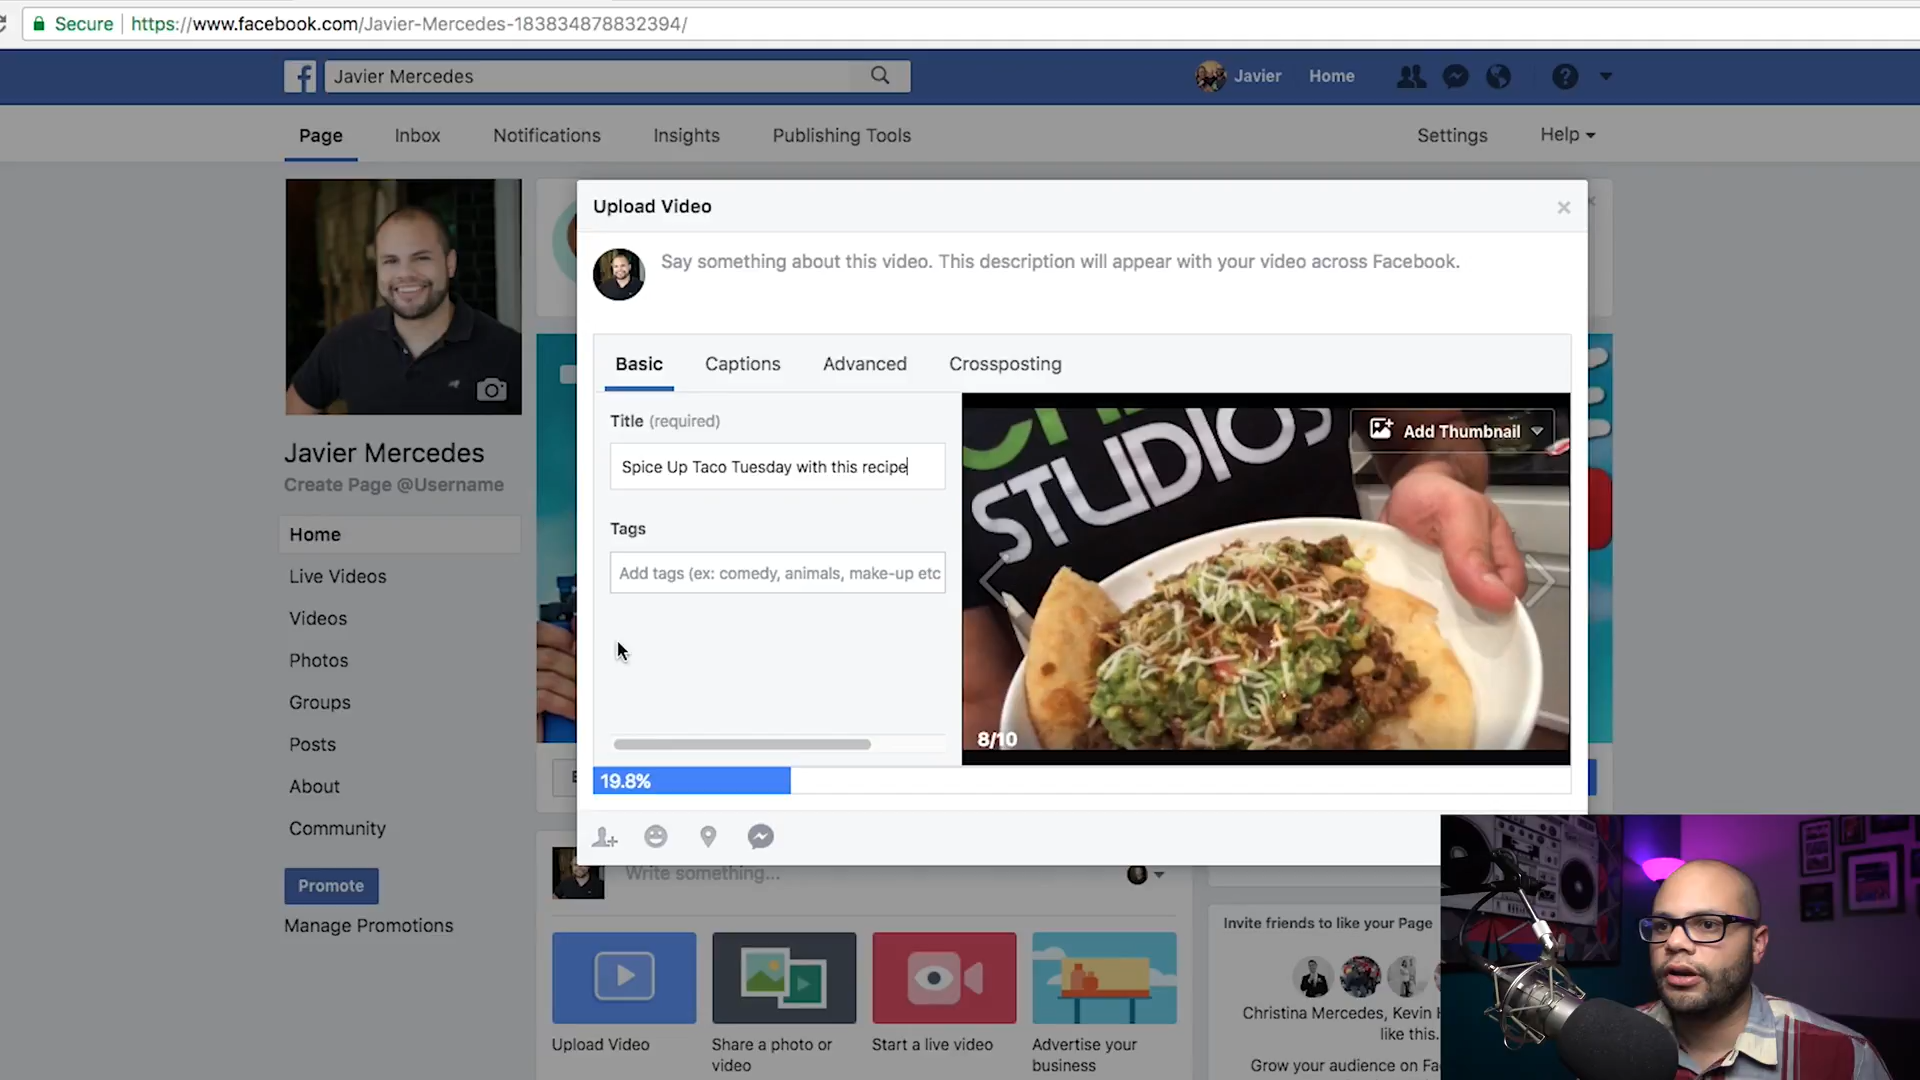 Secure | https://www.facebook.com/Javier-Mercedes-183834878832394/
f
Javier Mercedes
Javier
Home
?
Page
Inbox
Notifications
Insights
Publishing Tools
Settings
Help
Javier Mercedes
Create Page @Username
Home
Live Videos
Videos
Photos
Groups
Posts
About
Community
Promote
Manage Promotions
Upload Video
×
Say something about this video. This description will appear with your video across Facebook.
Basic
Captions
Advanced
Crossposting
Title (required)
Spice Up Taco Tuesday with this recipe
Tags
Add tags (ex: comedy, animals, make-up etc
STUDIOS
Add Thumbnail
8/10
19.8%
Write something...
Upload Video
Share a photo or
video
Start a live video
Advertise your
business
Invite friends to like your Page
Christina Mercedes, Kevin
like this.
Grow your audience on